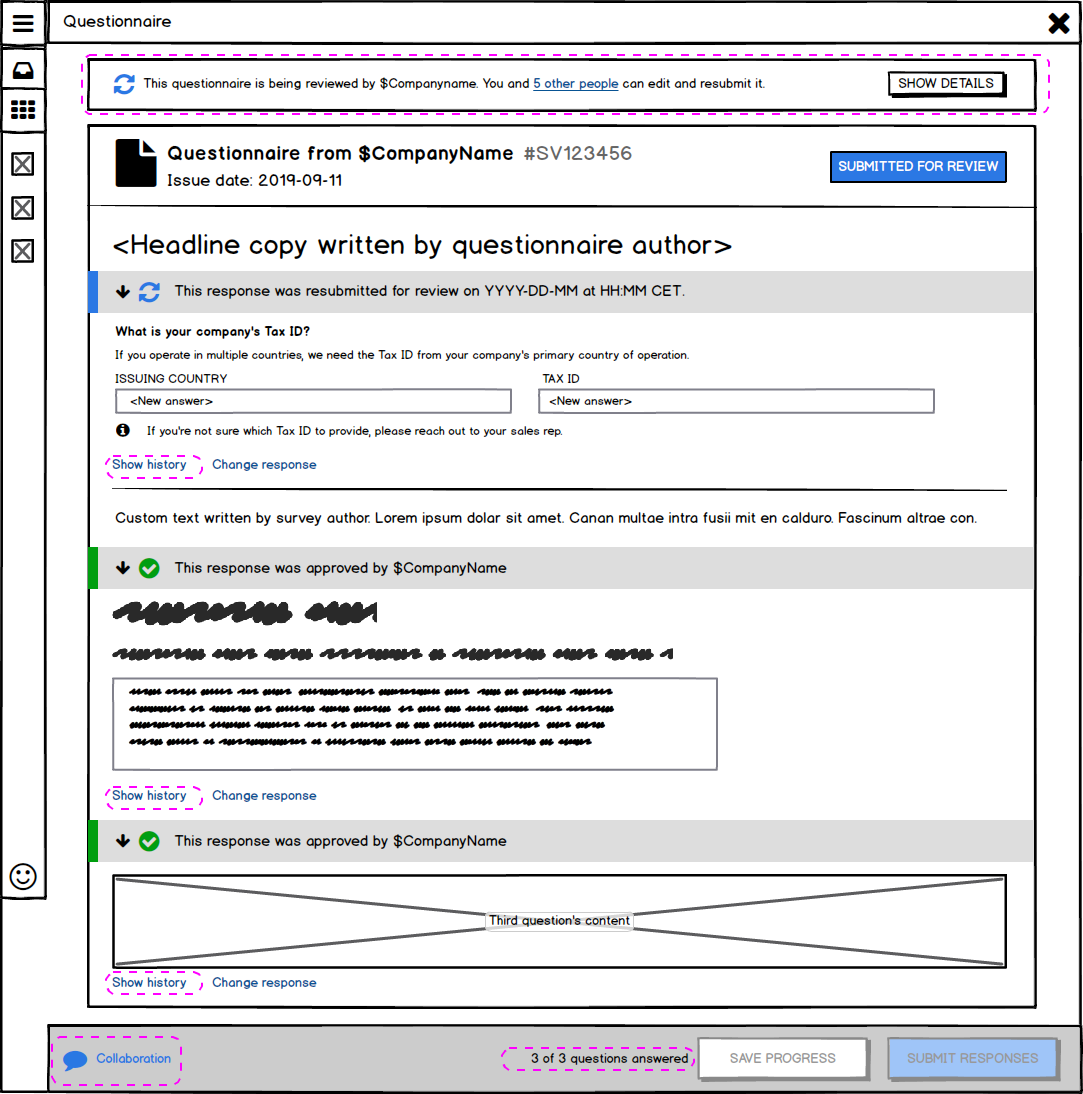 Questionnaire
This questionnaire is being reviewed by $Companyname. You and 5 other people can edit and resubmit it.
SHOW DETAILS
Questionnaire from $CompanyName #SV123456
Issue date: 2019-09-11
SUBMITTED FOR REVIEW
<Headline copy written by questionnaire author>
This response was resubmitted for review on YYYY-DD-MM at HH:MM CET.
What is your company's Tax ID?
If you operate in multiple countries, we need the Tax ID from your company's primary country of operation.
ISSUING COUNTRY
TAX ID
<New answer>
<New answer>
If you're not sure which Tax ID to provide, please reach out to your sales rep.
Show history Change response
Custom text written by survey author. Lorem ipsum dolar sit amet. Canan multae intra fusii mit en calduro. Fascinum altrae con.
This response was approved by $CompanyName
Show history Change response
This response was approved by $CompanyName
Third question's content
Show history Change response
Collaboration
3 of 3 questions answered
SAVE PROGRESS
SUBMIT RESPONSES